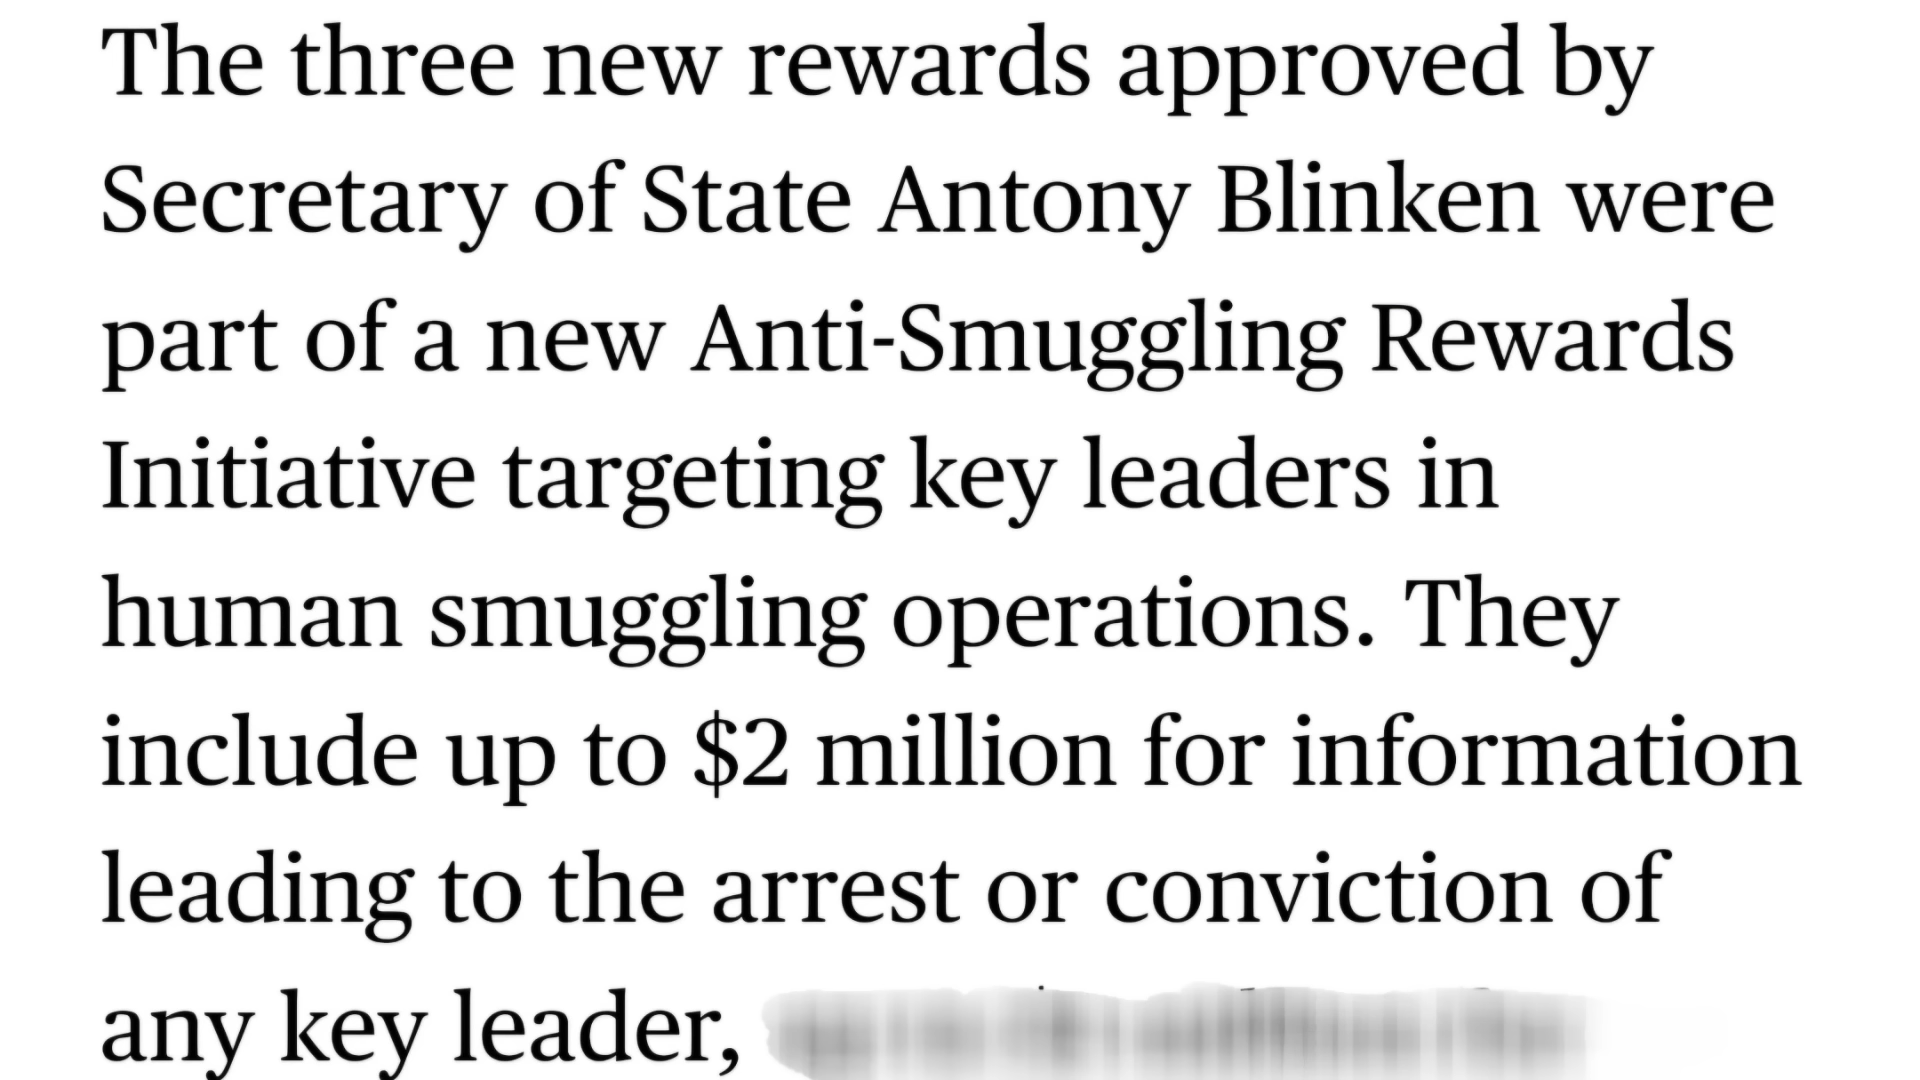 The three new rewards approved by
Secretary of State Antony Blinken were
part of a new Anti-Smuggling Rewards
Initiative targeting key leaders in
human smuggling operations. They
include up to $2 million for information
leading to the arrest or conviction of
any key leader,